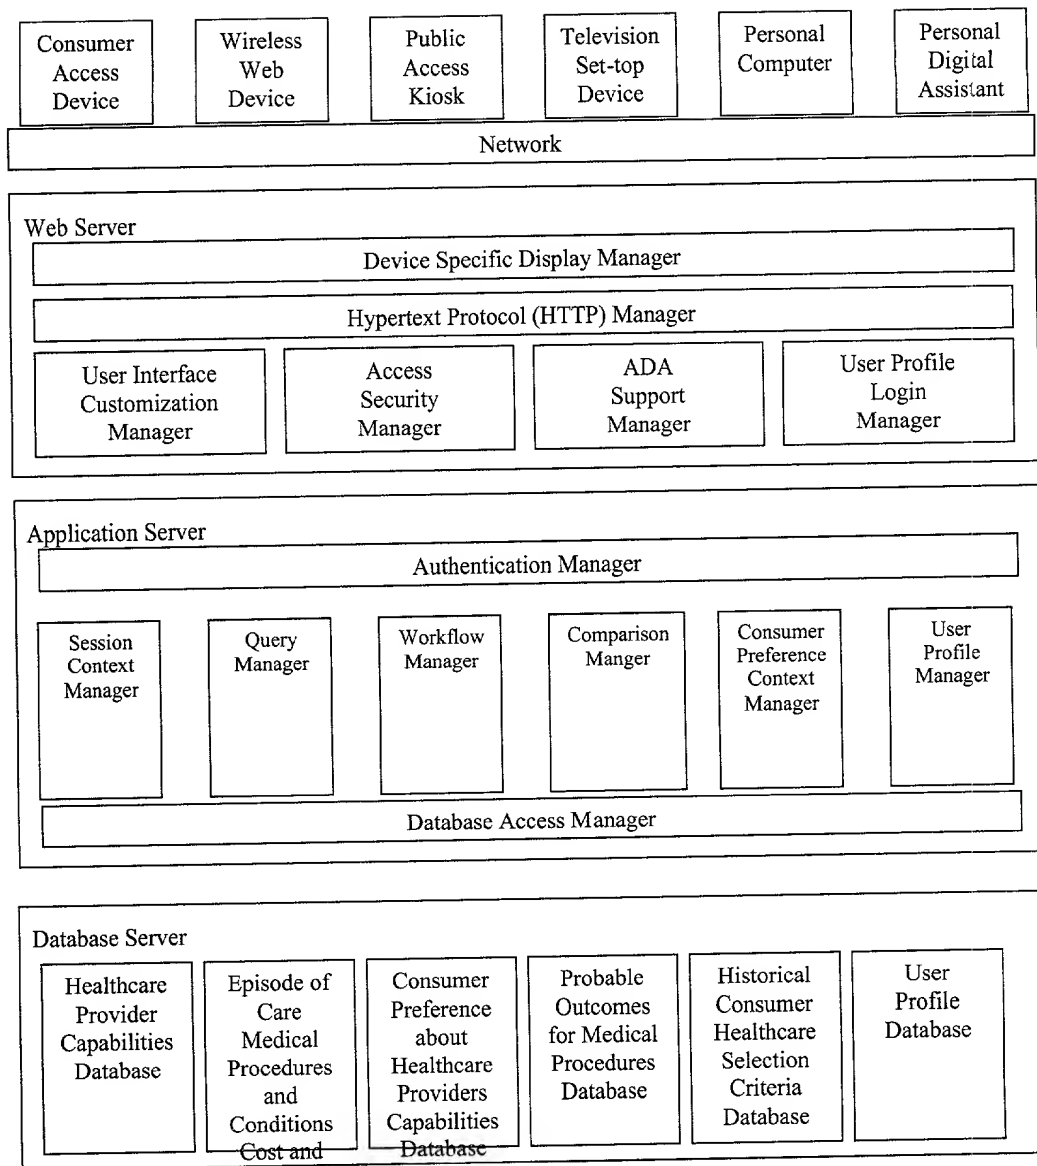 Consumer
Access
Device
Wireless
Web
Device
Public
Access
Kiosk
Television
Set-top
Device
Personal
Computer
Personal
Digital
Assistant
Network
Web Server
Device Specific Display Manager
Hypertext Protocol (HTTP) Manager
User Interface
Customization
Manager
Access
Security
Manager
ADA
Support
Manager
User Profile
Login
Manager
Application Server
Authentication Manager
Session
Context
Manager
Query
Manager
Workflow
Manager
Comparison
Manger
Consumer
Preference
Context
Manager
User
Profile
Manager
Database Access Manager
Database Server
Healthcare
Provider
Capabilities
Database
Episode of
Care
Medical
Procedures
and
Conditions
Cost and
Consumer
Preference
about
Healthcare
Providers
Capabilities
Database
Probable
Outcomes
for Medical
Procedures
Database
Historical
Consumer
Healthcare
Selection
Criteria
Database
User
Profile
Database